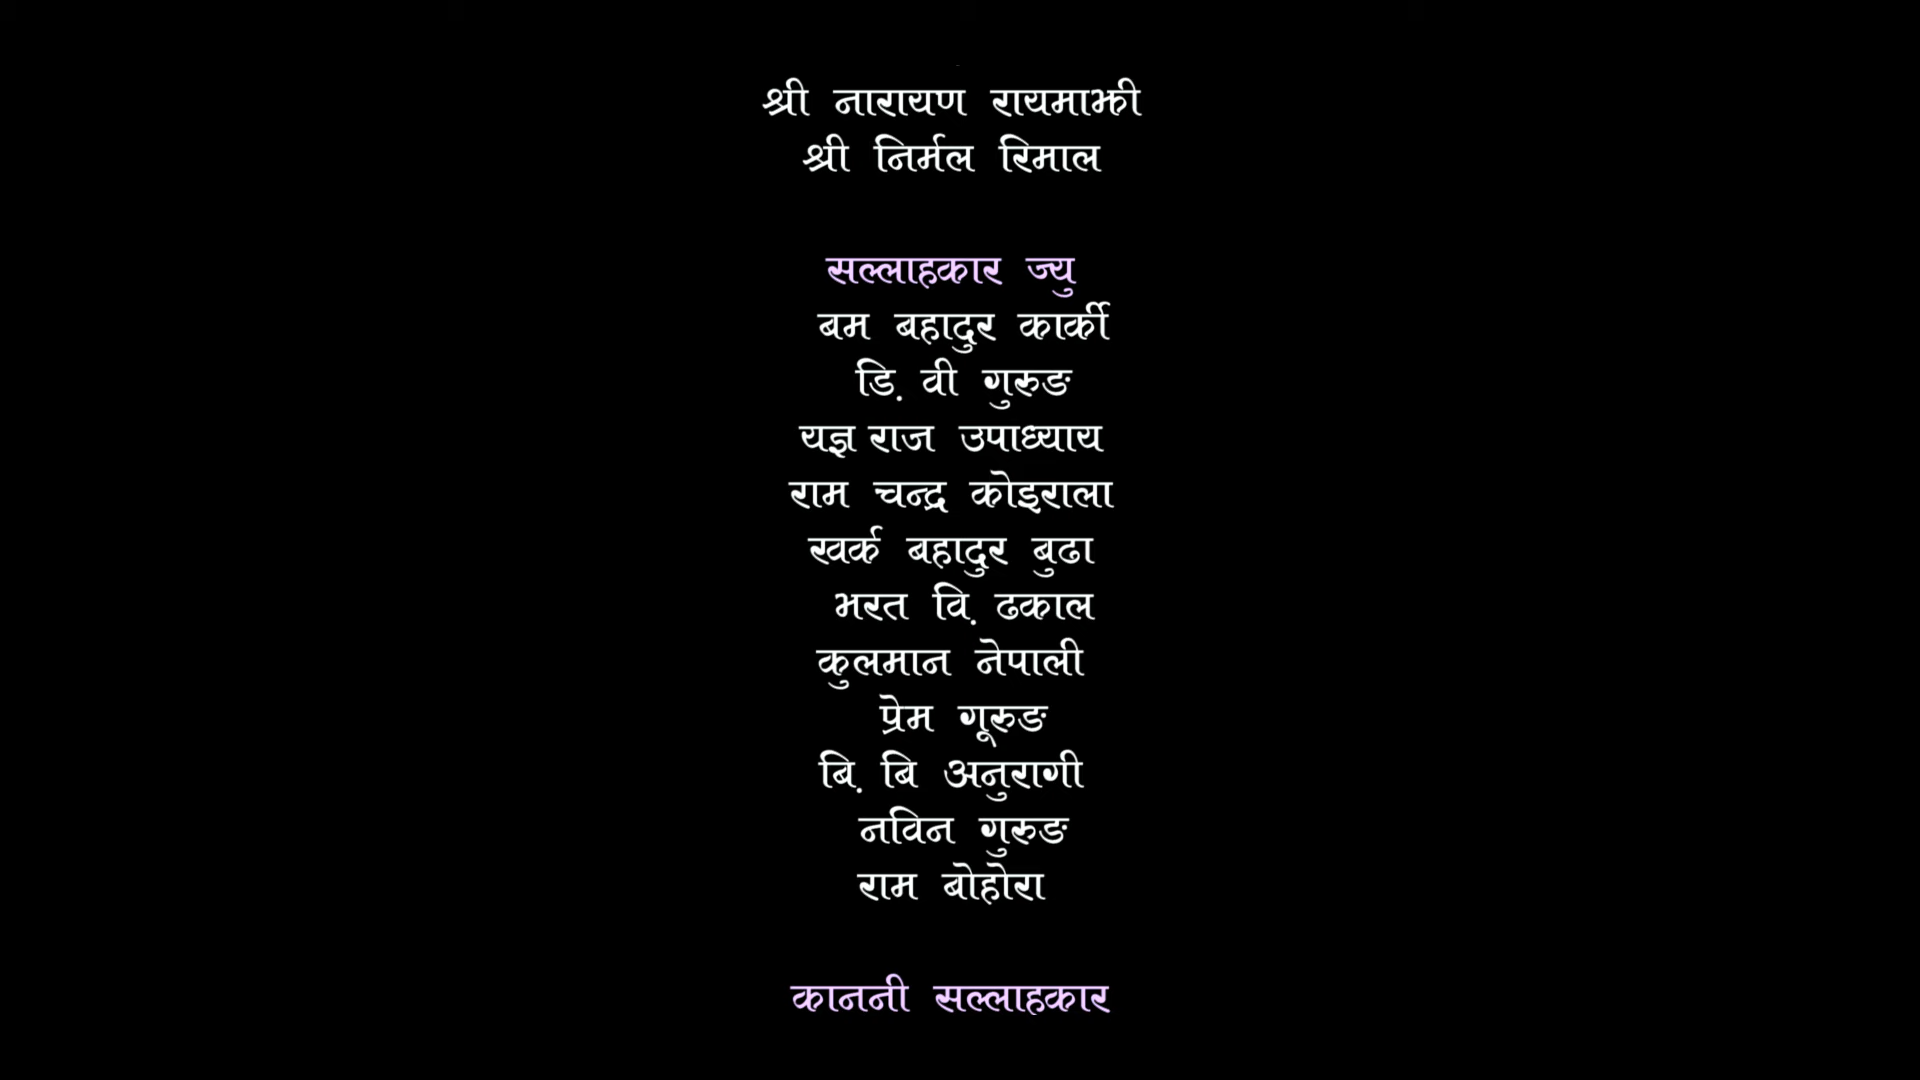 श्री नारायण रायमाझी
श्री निर्मल रिमाल
सल्लाहकार ज्यु
बम बहादुर कार्की
डि. वी गुरुङ
यज्ञ राज उपाध्याय
राम चन्द्र कोइराला
खर्क बहादुर बुढा
भरत वि. ढकाल
कुलमान नेपाली
प्रेम गूरुङ
बि. बि अनुरागी
नविन गुरुङ
राम बोहोरा
काननी सल्लाहकार